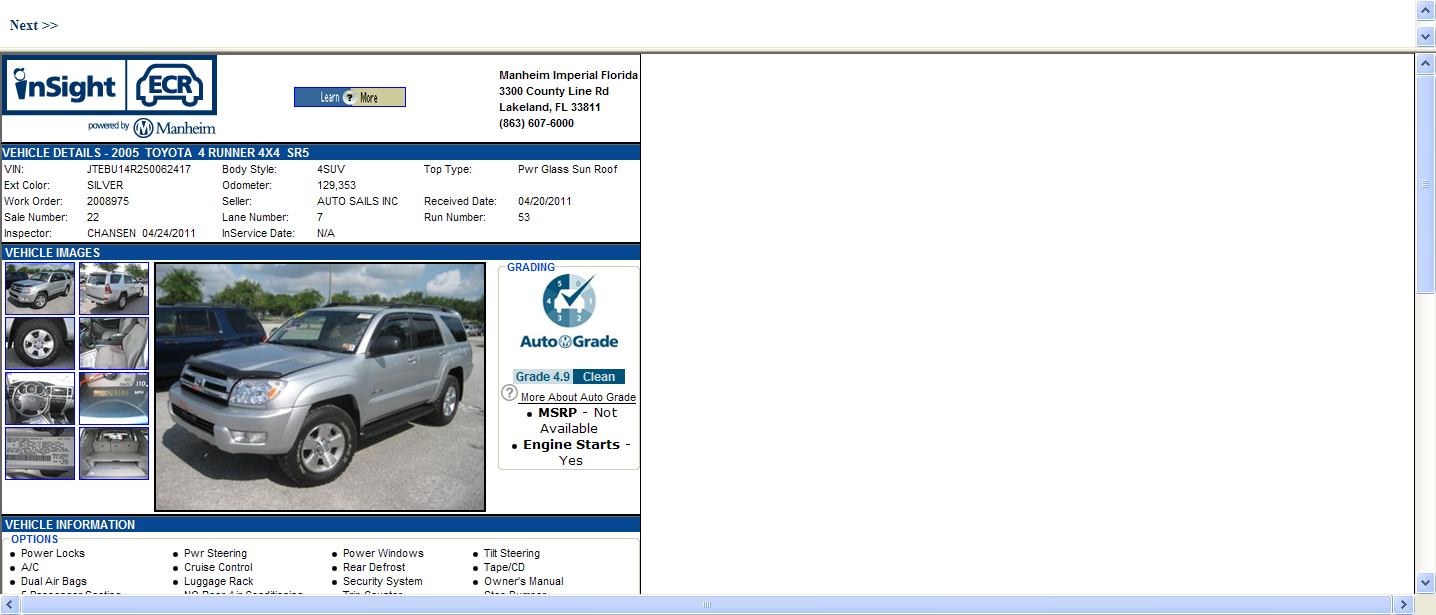 Next >>
inSight ECR
powered by Manheim
Learn ? More
Manheim Imperial Florida
3300 County Line Rd
Lakeland, FL 33811
(863) 607-6000
VEHICLE DETAILS - 2005 TOYOTA 4 RUNNER 4X4 SR5
VIN: JTEBU14R250062417 Body Style: 4SUV Top Type: Pwr Glass Sun Roof
Ext Color: SILVER Odometer: 129,353
Work Order: 2008975 Seller: AUTO SAILS INC Received Date: 04/20/2011
Sale Number: 22 Lane Number: 7 Run Number: 53
Inspector: CHANSEN 04/24/2011 InService Date: N/A
VEHICLE IMAGES
GRADING
5 0 4 1 3 2
AutoGrade
Grade 4.9 Clean
? More About Auto Grade
• MSRP - Not
Available
• Engine Starts -
Yes
VEHICLE INFORMATION
OPTIONS
• Power Locks • Pwr Steering • Power Windows • Tilt Steering
• A/C • Cruise Control • Rear Defrost • Tape/CD
• Dual Air Bags • Luggage Rack • Security System • Owner's Manual